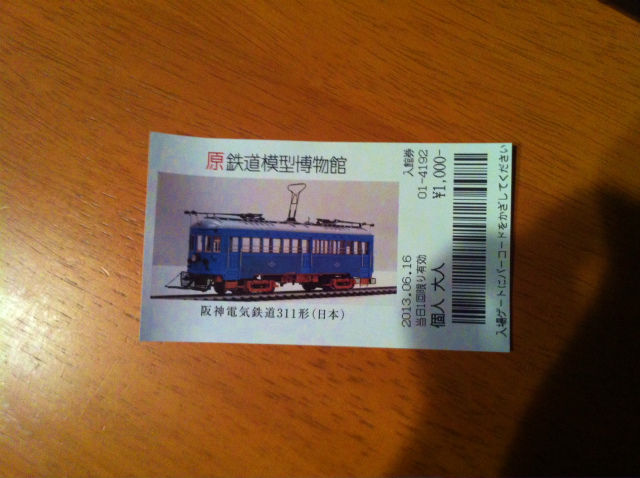 原 鉄道模型博物館
阪神電気鉄道311形(日本)
入館券
01-4192
¥1,000-
2013.06.16
当日1回限り有効
個人 大人
入場ゲートにバーコードをかざしてください